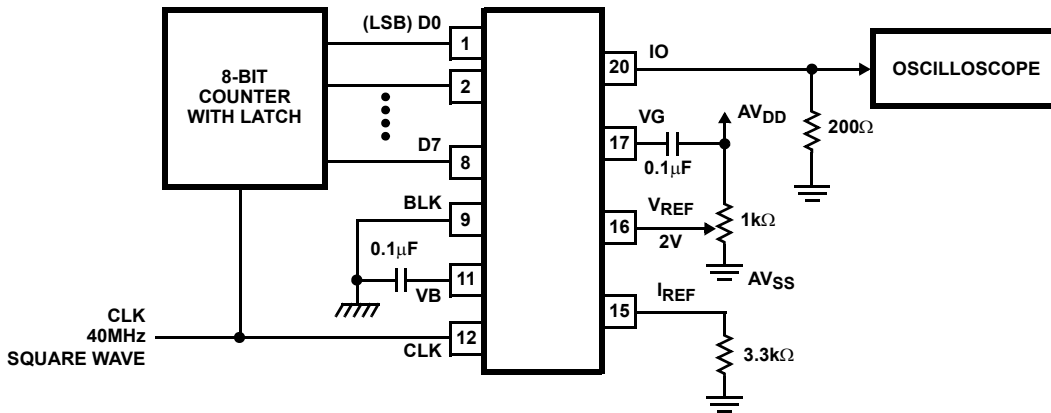 (LSB) D0
8-BIT
COUNTER
WITH LATCH
D7
BLK
0.1μF
VB
CLK
CLK
40MHz
SQUARE WAVE
1
2
8
9
11
12
20
17
16
15
IO
OSCILLOSCOPE
200Ω
VG
AVDD
0.1μF
VREF
2V
1kΩ
AVSS
IREF
3.3kΩ